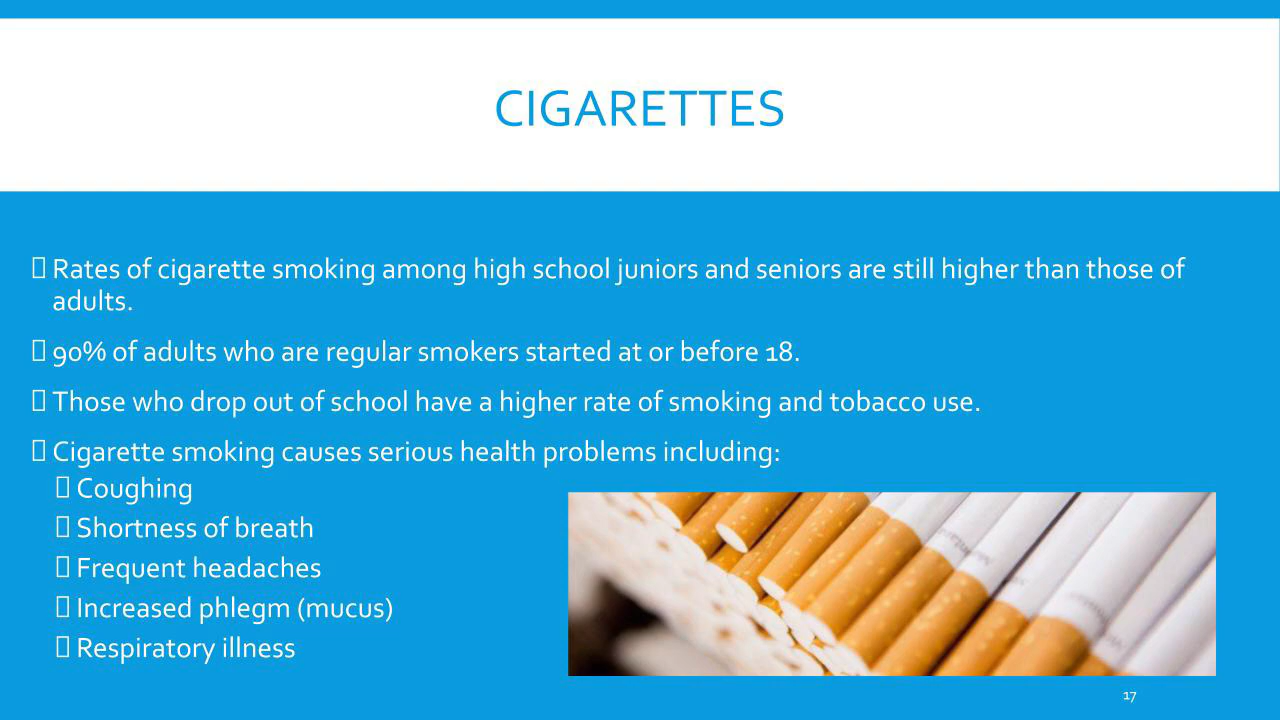 CIGARETTES
Rates of cigarette smoking among high school juniors and seniors are still higher than those of
adults.
90% of adults who are regular smokers started at or before 18.
Those who drop out of school have a higher rate of smoking and tobacco use.
Cigarette smoking causes serious health problems including:
Coughing
Shortness of breath
Frequent headaches
Increased phlegm (mucus)
Respiratory illness
17